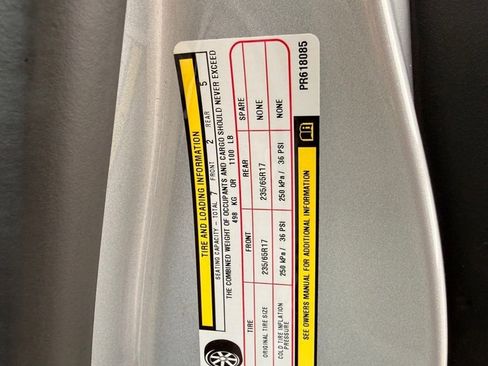 TIRE AND LOADING INFORMATION
SEATING CAPACITY - TOTAL 7 FRONT 2 REAR 5
THE COMBINED WEIGHT OF OCCUPANTS AND CARGO SHOULD NEVER EXCEED
498 KG OR 1100 LB
TIRE FRONT REAR SPARE
ORIGINAL TIRE SIZE 235/65R17 235/65R17 NONE
COLD TIRE INFLATION PRESSURE 250 kPa / 36 PSI 250 kPa / 36 PSI NONE
SEE OWNERS MANUAL FOR ADDITIONAL INFORMATION
PR618085